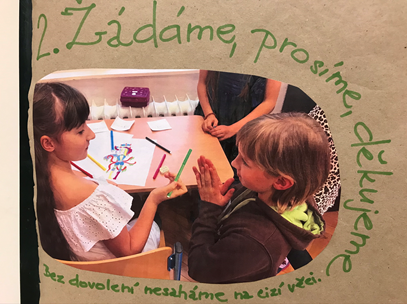 2. Žádáme, prosíme, děkujeme
Bez dovolení nesaháme na cizí věci.